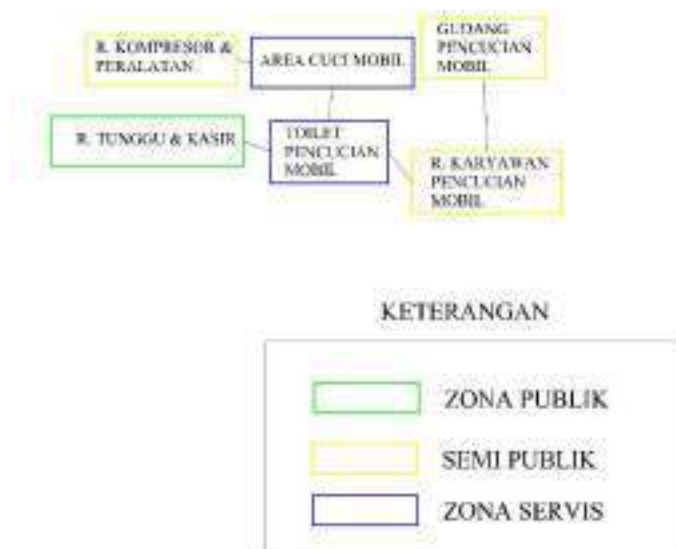 R. KOMPRESOR &
PERALATAN
AREA CUCI MOBIL
GUDANG
PENCUCIAN
MOBIL
R. TUNGGU & KASIR
TOILET
PENCUCIAN
MOBIL
R. KARYAWAN
PENCUCIAN
MOBIL
KETERANGAN
ZONA PUBLIK
SEMI PUBLIK
ZONA SERVIS